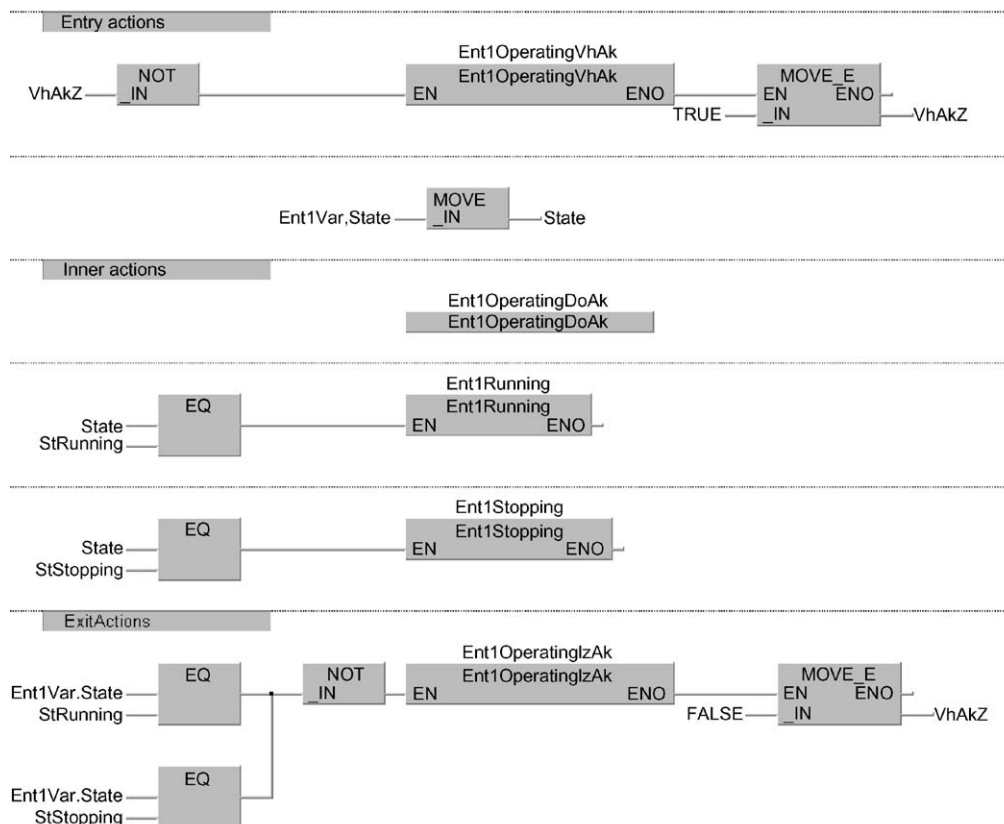 Entry actions
Ent1OperatingVhAk
NOT
Ent1OperatingVhAk
MOVE_E
VhAkZ
_IN
EN
ENO
EN
ENO
TRUE
_IN
VhAkZ
MOVE
Ent1Var,State
_IN
State
Inner actions
Ent1OperatingDoAk
Ent1OperatingDoAk
Ent1Running
EQ
Ent1Running
State
EN
ENO
StRunning
Ent1Stopping
EQ
Ent1Stopping
State
EN
ENO
StStopping
ExitActions
Ent1OperatingIzAk
EQ
NOT
Ent1OperatingIzAk
MOVE_E
Ent1Var.State
_IN
EN
ENO
EN
ENO
StRunning
FALSE
_IN
VhAkZ
EQ
Ent1Var.State
StStopping